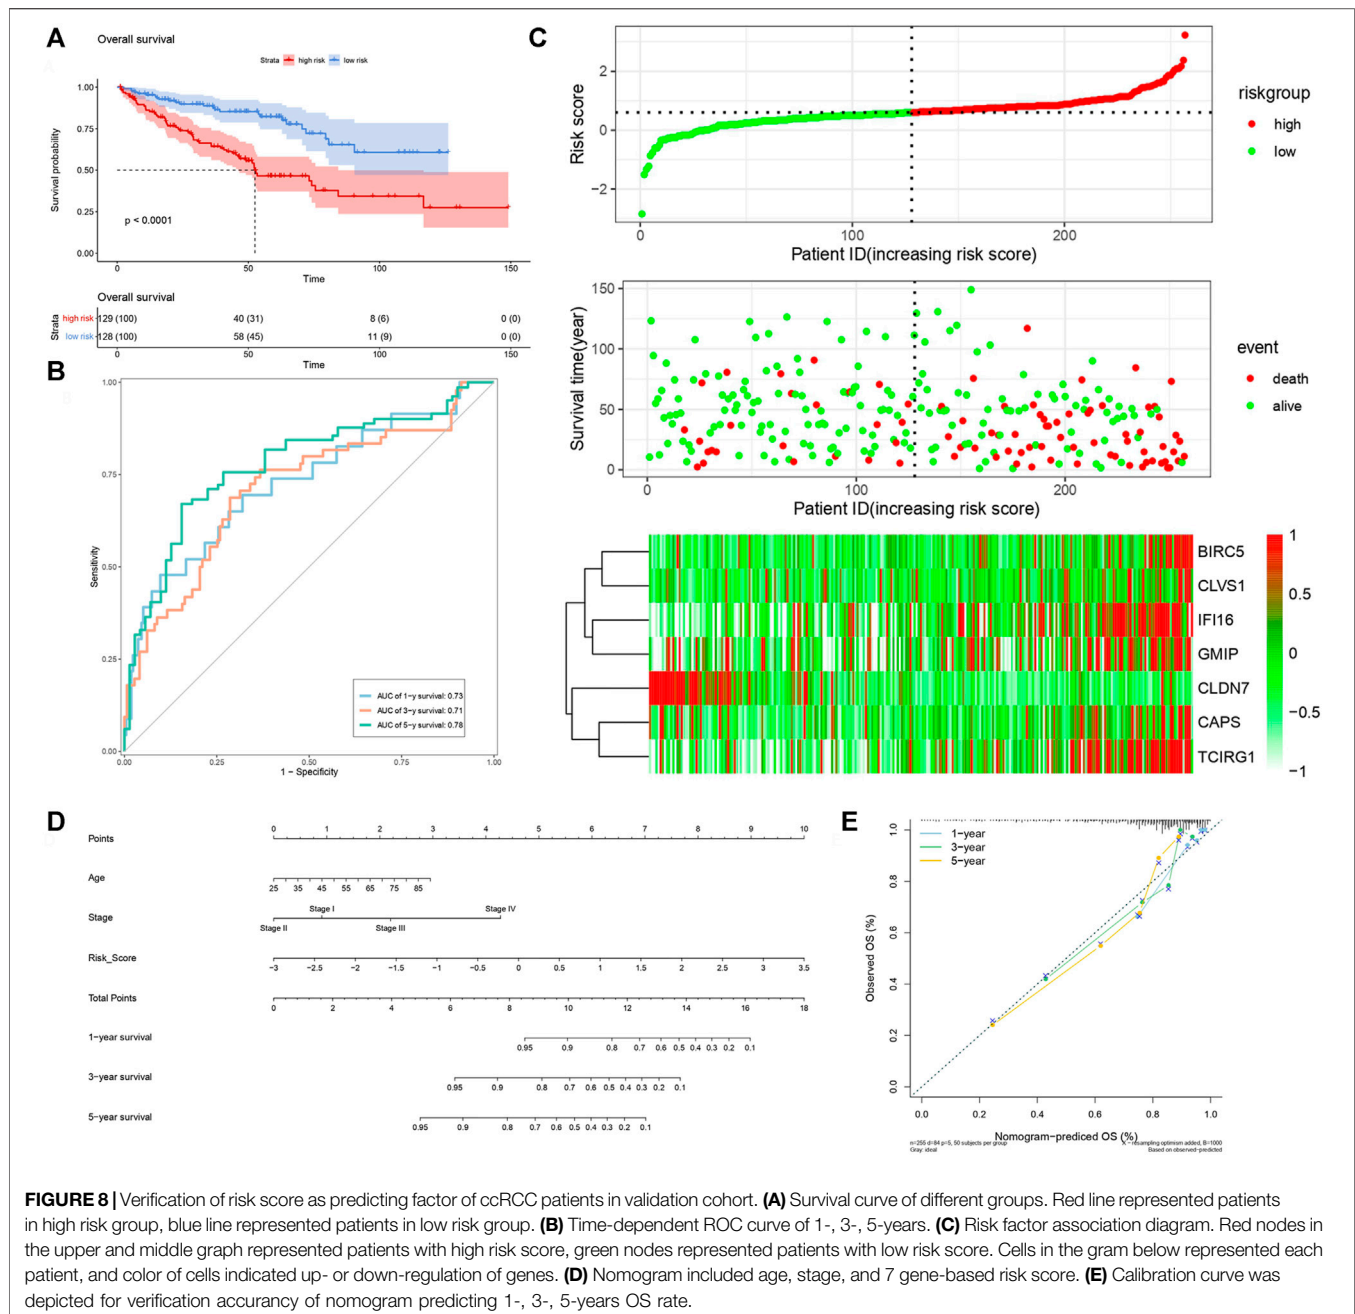 A
Overall survival
Strata high risk low risk
Survival probability
1.00
0.75
0.50
0.25
0.00
p < 0.0001
0 50 100 150
Time
Overall survival
Strata
high risk 129 (100) 40 (31) 8 (6) 0 (0)
low risk 128 (100) 58 (45) 11 (9) 0 (0)
0 50 100 150
Time
B
Sensitivity
1.00
0.75
0.50
0.25
0.00
AUC of 1-y survival: 0.73
AUC of 3-y survival: 0.71
AUC of 5-y survival: 0.78
0.00 0.25 0.50 0.75 1.00
1 - Specificity
C
Risk score
2
0
-2
0 100 200
Patient ID(increasing risk score)
riskgroup
high
low
Survival time(year)
150
100
50
0
0 100 200
Patient ID(increasing risk score)
event
death
alive
BIRC5
CLVS1
IFI16
GMIP
CLDN7
CAPS
TCIRG1
1
0.5
0
-0.5
-1
D
Points
0 1 2 3 4 5 6 7 8 9 10
Age
25 35 45 55 65 75 85
Stage
Stage I Stage IV
Stage II Stage III
Risk_Score
-3 -2.5 -2 -1.5 -1 -0.5 0 0.5 1 1.5 2 2.5 3 3.5
Total Points
0 2 4 6 8 10 12 14 16 18
1-year survival
0.95 0.9 0.8 0.7 0.6 0.5 0.4 0.3 0.2 0.1
3-year survival
0.95 0.9 0.8 0.7 0.6 0.5 0.4 0.3 0.2 0.1
5-year survival
0.95 0.9 0.8 0.7 0.6 0.5 0.4 0.3 0.2 0.1
E
1-year
3-year
5-year
Observed OS (%)
1.0
0.8
0.6
0.4
0.2
0.0
0.0 0.2 0.4 0.6 0.8 1.0
Nomogram-prediced OS (%)
n=255 d=84 p=5, 50 subjects per group
Gray: ideal
X - resampling optimism added, B=1000
Based on observed-predicted
FIGURE 8 | Verification of risk score as predicting factor of ccRCC patients in validation cohort. (A) Survival curve of different groups. Red line represented patients
in high risk group, blue line represented patients in low risk group. (B) Time-dependent ROC curve of 1-, 3-, 5-years. (C) Risk factor association diagram. Red nodes in
the upper and middle graph represented patients with high risk score, green nodes represented patients with low risk score. Cells in the gram below represented each
patient, and color of cells indicated up- or down-regulation of genes. (D) Nomogram included age, stage, and 7 gene-based risk score. (E) Calibration curve was
depicted for verification accurancy of nomogram predicting 1-, 3-, 5-years OS rate.